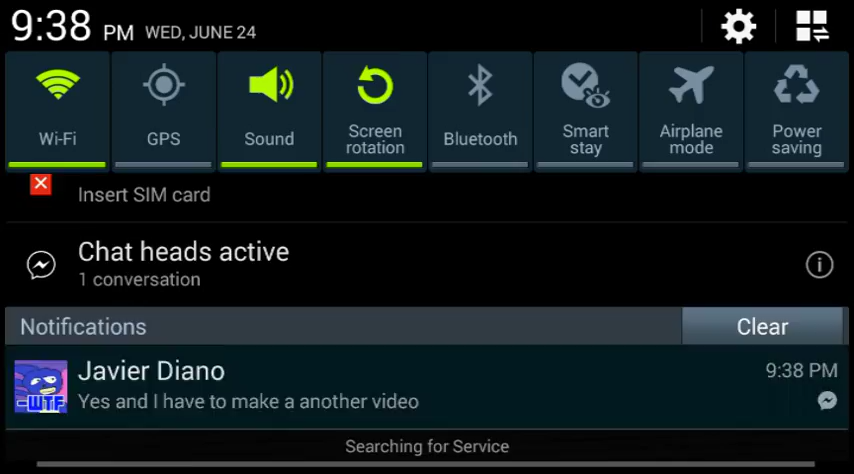 9:38 PM WED, JUNE 24
Wi-Fi GPS Sound Screen rotation Bluetooth Smart stay Airplane mode Power saving
Insert SIM card
Chat heads active
1 conversation
Notifications Clear
Javier Diano 9:38 PM
-WTF
Yes and I have to make a another video
Searching for Service